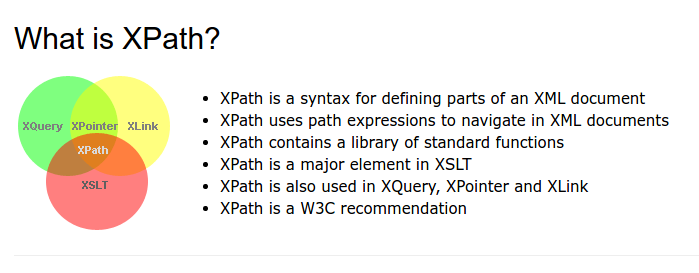 What is XPath?
XQuery XPointer XLink
XPath
XSLT
• XPath is a syntax for defining parts of an XML document
• XPath uses path expressions to navigate in XML documents
• XPath contains a library of standard functions
• XPath is a major element in XSLT
• XPath is also used in XQuery, XPointer and XLink
• XPath is a W3C recommendation